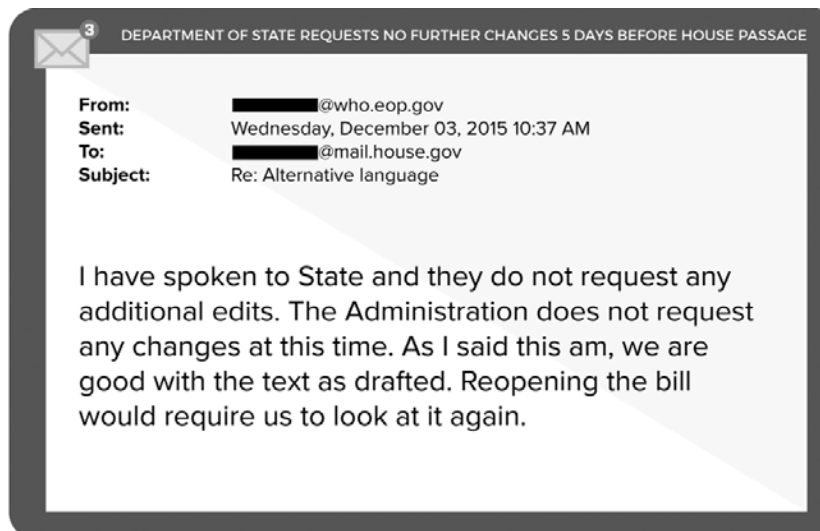 3
DEPARTMENT OF STATE REQUESTS NO FURTHER CHANGES 5 DAYS BEFORE HOUSE PASSAGE
From: @who.eop.gov
Sent: Wednesday, December 03, 2015 10:37 AM
To: @mail.house.gov
Subject: Re: Alternative language
I have spoken to State and they do not request any
additional edits. The Administration does not request
any changes at this time. As I said this am, we are
good with the text as drafted. Reopening the bill
would require us to look at it again.